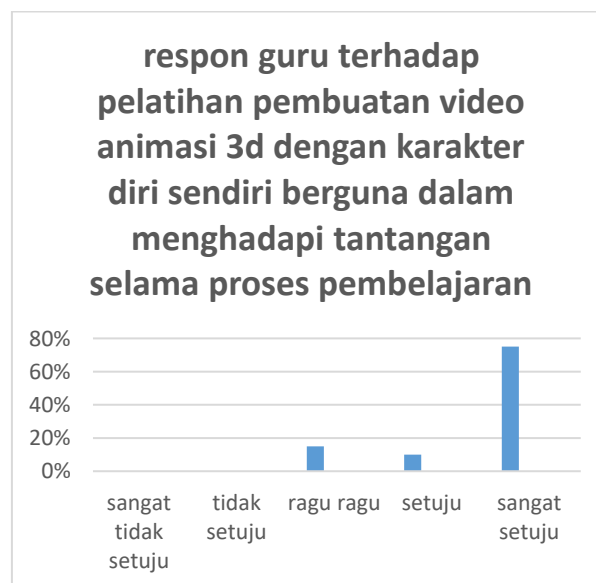 respon guru terhadap
pelatihan pembuatan video
animasi 3d dengan karakter
diri sendiri berguna dalam
menghadapi tantangan
selama proses pembelajaran
80%
60%
40%
20%
0%
sangat tidak setuju
tidak setuju
ragu ragu
setuju
sangat setuju